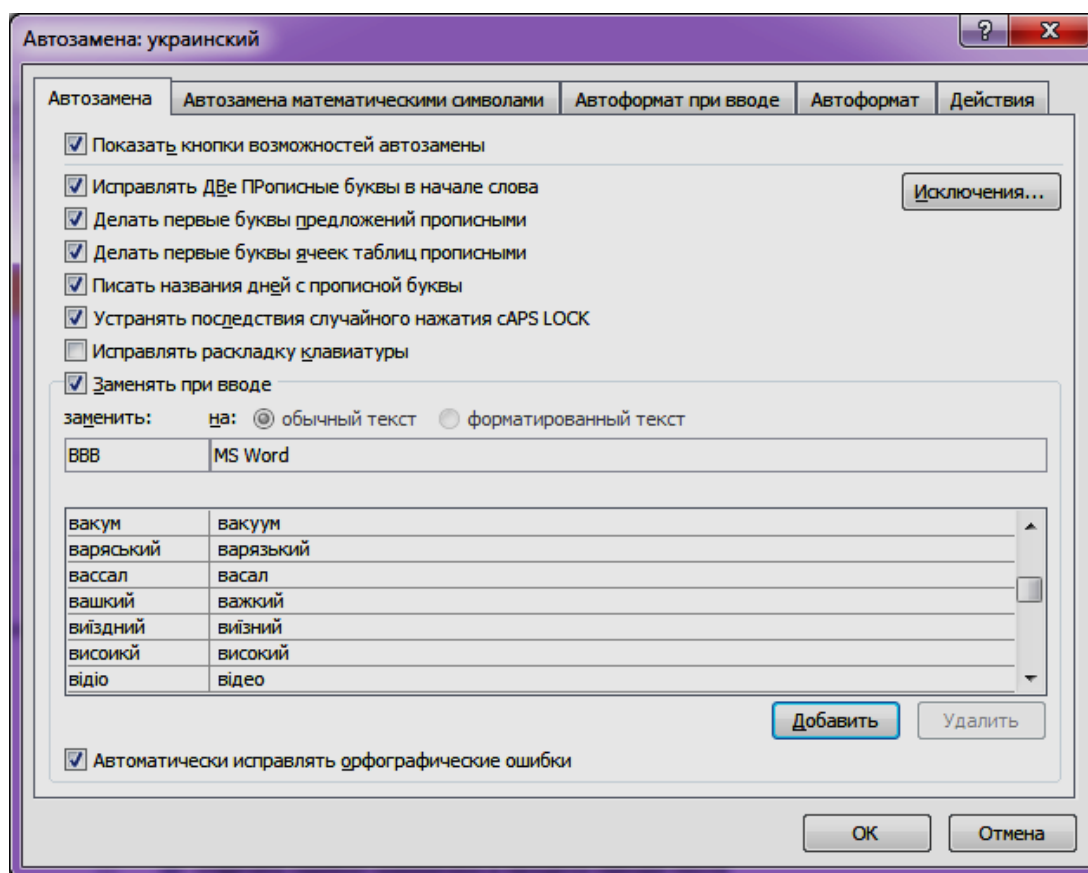 Автозамена: украинский
Автозамена Автозамена математическими символами Автоформат при вводе Автоформат Действия
Показать кнопки возможностей автозамены
Исправлять ДВе ПРописные буквы в начале слова Исключения...
Делать первые буквы предложений прописными
Делать первые буквы ячеек таблиц прописными
Писать названия дней с прописной буквы
Устранять последствия случайного нажатия cAPS LOCK
Исправлять раскладку клавиатуры
Заменять при вводе
заменить: на: обычный текст форматированный текст
ВВВ MS Word
вакум вакуум
варяський варязький
вассал васал
вашкий важкий
виїздний виїзний
висоикй високий
відіо відео
Добавить Удалить
Автоматически исправлять орфографические ошибки
ОК Отмена